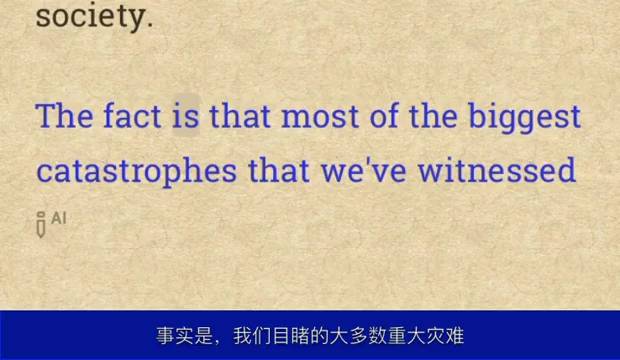 society.
The fact is that most of the biggest
catastrophes that we've witnessed
AI
事实是，我们目睹的大多数重大灾难